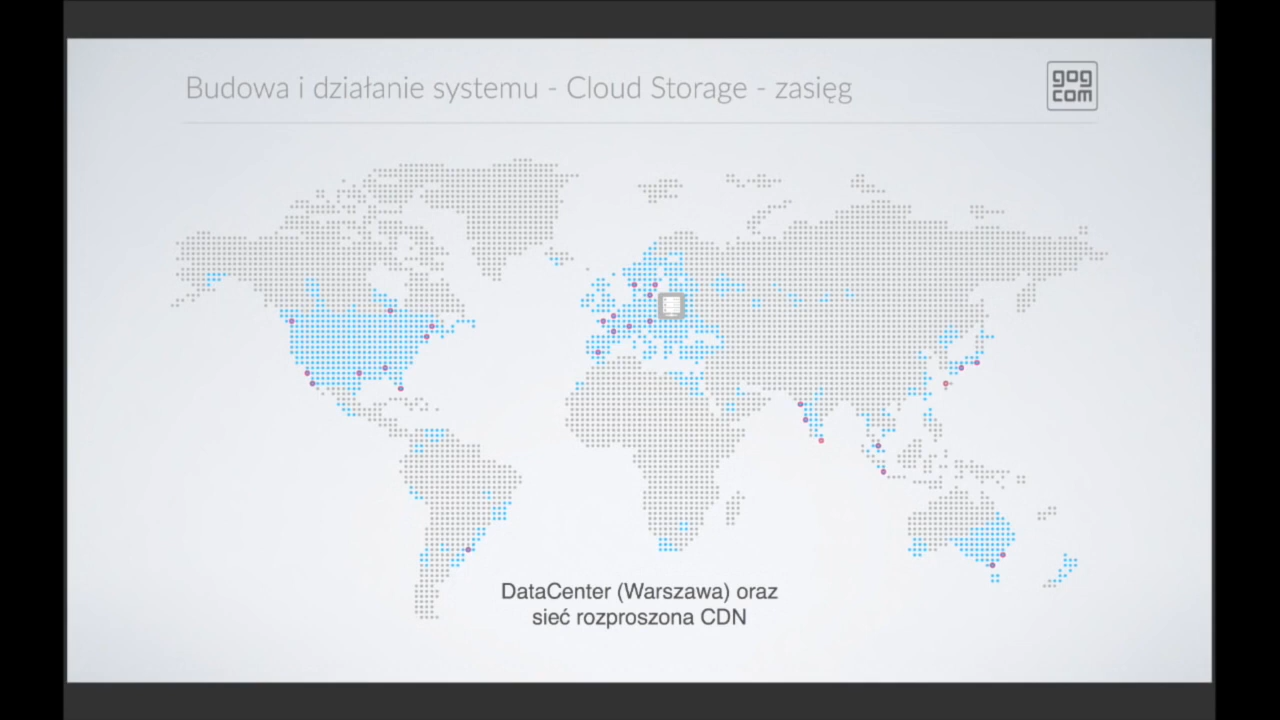 Budowa i działanie systemu - Cloud Storage - zasięg
gog
com
DataCenter (Warszawa) oraz
sieć rozproszona CDN